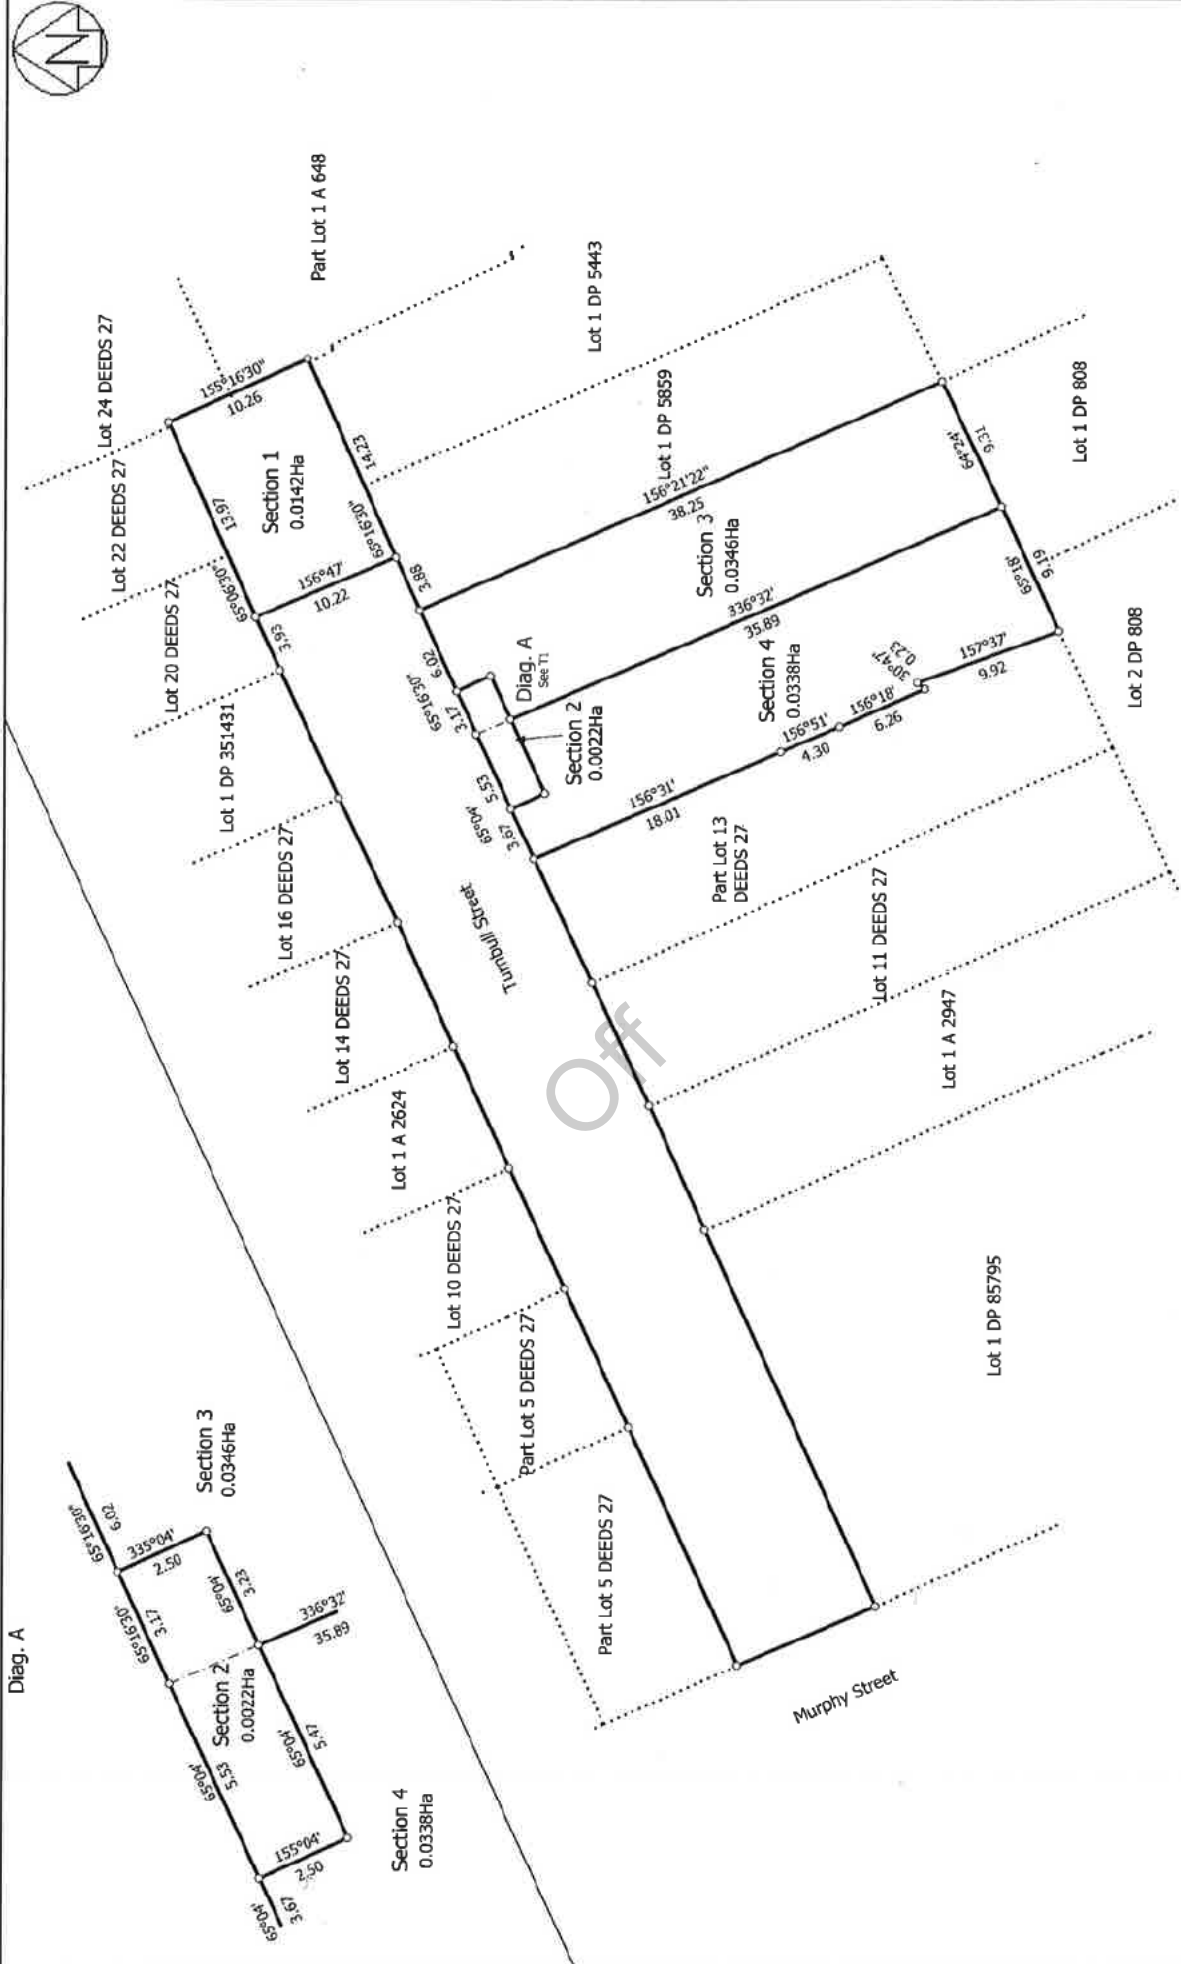 Diag. A
65°16'30"
6.02
65°16'30"
3.17
335°04'
2.50
Section 3
0.0346Ha
65°04'
3.23
336°32'
35.89
Section 2
0.0022Ha
65°04'
5.53
65°04'
5.47
155°04'
2.50
65°04'
3.67
Section 4
0.0338Ha
N
Lot 24 DEEDS 27
Lot 22 DEEDS 27
Lot 20 DEEDS 27
Lot 1 DP 351431
Lot 16 DEEDS 27
Lot 14 DEEDS 27
Lot 1 A 2624
Lot 10 DEEDS 27
Part Lot 5 DEEDS 27
Part Lot 5 DEEDS 27
Part Lot 1 A 648
155°16'30"
10.26
13.97
65°06'30"
3.93
Section 1
0.0142Ha
156°47'
10.22
14.23
65°16'30"
3.88
6.02
65°16'30"
3.17
5.53
65°04'
3.67
Diag. A
See T1
Section 2
0.0022Ha
Turnbull Street
Murphy Street
Lot 1 DP 5443
Lot 1 DP 5859
156°21'22"
38.25
Section 3
0.0346Ha
336°32'
35.89
Section 4
0.0338Ha
64°24'
9.31
65°18'
9.19
30°47'
0.23
157°37'
9.92
156°18'
6.26
156°51'
4.30
156°31'
18.01
Lot 1 DP 808
Lot 2 DP 808
Part Lot 13
DEEDS 27
Lot 11 DEEDS 27
Lot 1 A 2947
Lot 1 DP 85795
Off